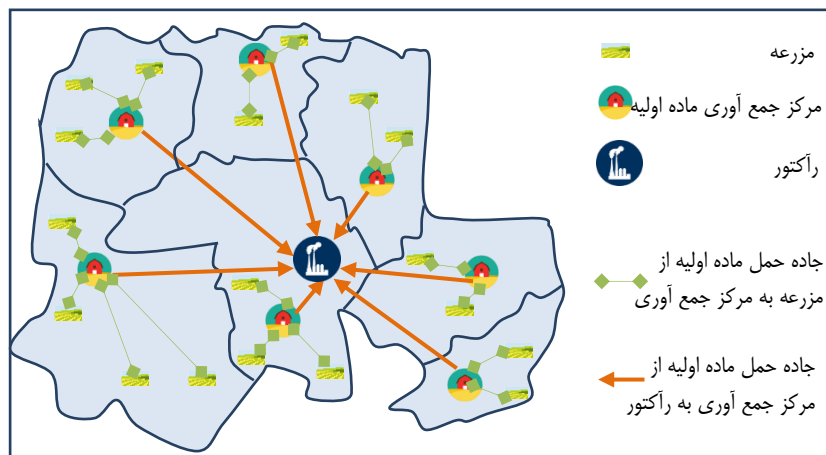 مزرعه
مرکز جمع آوری ماده اولیه
رآکتور
جاده حمل ماده اولیه از
مزرعه به مرکز جمع آوری
جاده حمل ماده اولیه از
مرکز جمع آوری به رآکتور